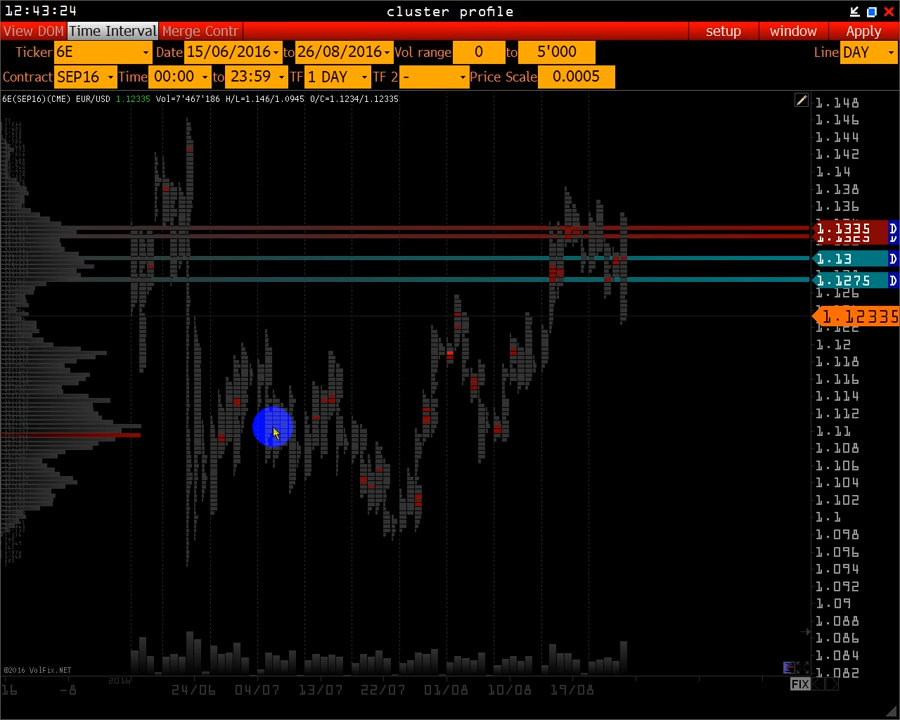 12:43:24 cluster profile
View DOM Time Interval Merge Contr setup window Apply
Ticker 6E Date 15/06/2016 to 26/08/2016 Vol range 0 to 5'000 Line DAY
Contract SEP16 Time 00:00 to 23:59 TF 1 DAY TF 2 - Price Scale 0.0005
6E(SEP16)(CME) EUR/USD 1.12335 Vol=7'467'186 H/L=1.146/1.0945 O/C=1.1234/1.12335
1.148
1.146
1.144
1.142
1.14
1.138
1.136
1.1335 D
1.1325 D
1.13 D
1.1275 D
1.126
1.12335
1.122
1.12
1.118
1.116
1.114
1.112
1.11
1.108
1.106
1.104
1.102
1.1
1.098
1.096
1.094
1.092
1.09
1.088
1.086
1.084
1.082
©2016 VolFix.NET
FIX
16 -8 2016 24/06 04/07 13/07 22/07 01/08 10/08 19/08